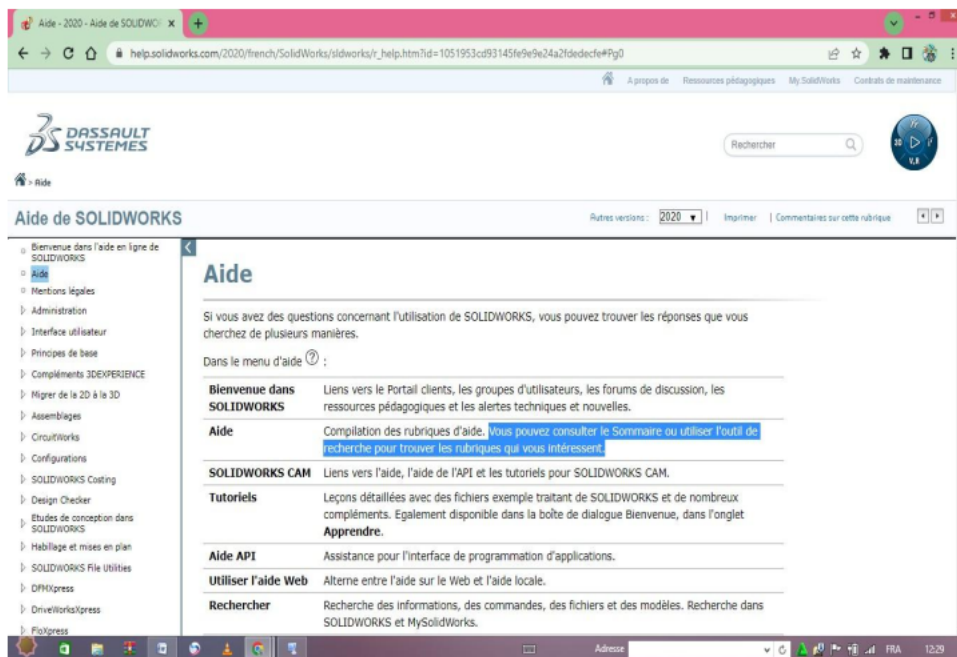 Aide - 2020 - Aide de SOLIDWO
help.solidworks.com/2020/french/SolidWorks/sldworks/r_help.htm?id=1051953cd93145fe9e9e24a2fdedecfe#Pg0
A propos de Ressources pédagogiques My.SolidWorks Contrats de maintenance
DASSAULT
SYSTEMES
Rechercher
3D
V,R
> Aide
Aide de SOLIDWORKS
Autres versions : 2020 | Imprimer | Commentaires sur cette rubrique
Bienvenue dans l'aide en ligne de
SOLIDWORKS
Aide
Mentions légales
Administration
Interface utilisateur
Principes de base
Compléments 3DEXPERIENCE
Migrer de la 2D à la 3D
Assemblages
CircuitWorks
Configurations
SOLIDWORKS Costing
Design Checker
Etudes de conception dans
SOLIDWORKS
Habillage et mises en plan
SOLIDWORKS File Utilities
DFMXpress
DriveWorksXpress
FloXpress
Aide
Si vous avez des questions concernant l'utilisation de SOLIDWORKS, vous pouvez trouver les réponses que vous
cherchez de plusieurs manières.
Dans le menu d'aide ? :
Bienvenue dans SOLIDWORKS Liens vers le Portail clients, les groupes d'utilisateurs, les forums de discussion, les
ressources pédagogiques et les alertes techniques et nouvelles.
Aide Compilation des rubriques d'aide. Vous pouvez consulter le Sommaire ou utiliser l'outil de
recherche pour trouver les rubriques qui vous intéressent.
SOLIDWORKS CAM Liens vers l'aide, l'aide de l'API et les tutoriels pour SOLIDWORKS CAM.
Tutoriels Leçons détaillées avec des fichiers exemple traitant de SOLIDWORKS et de nombreux
compléments. Egalement disponible dans la boîte de dialogue Bienvenue, dans l'onglet
Apprendre.
Aide API Assistance pour l'interface de programmation d'applications.
Utiliser l'aide Web Alterne entre l'aide sur le Web et l'aide locale.
Rechercher Recherche des informations, des commandes, des fichiers et des modèles. Recherche dans
SOLIDWORKS et MySolidWorks.
Adresse FRA 12:29